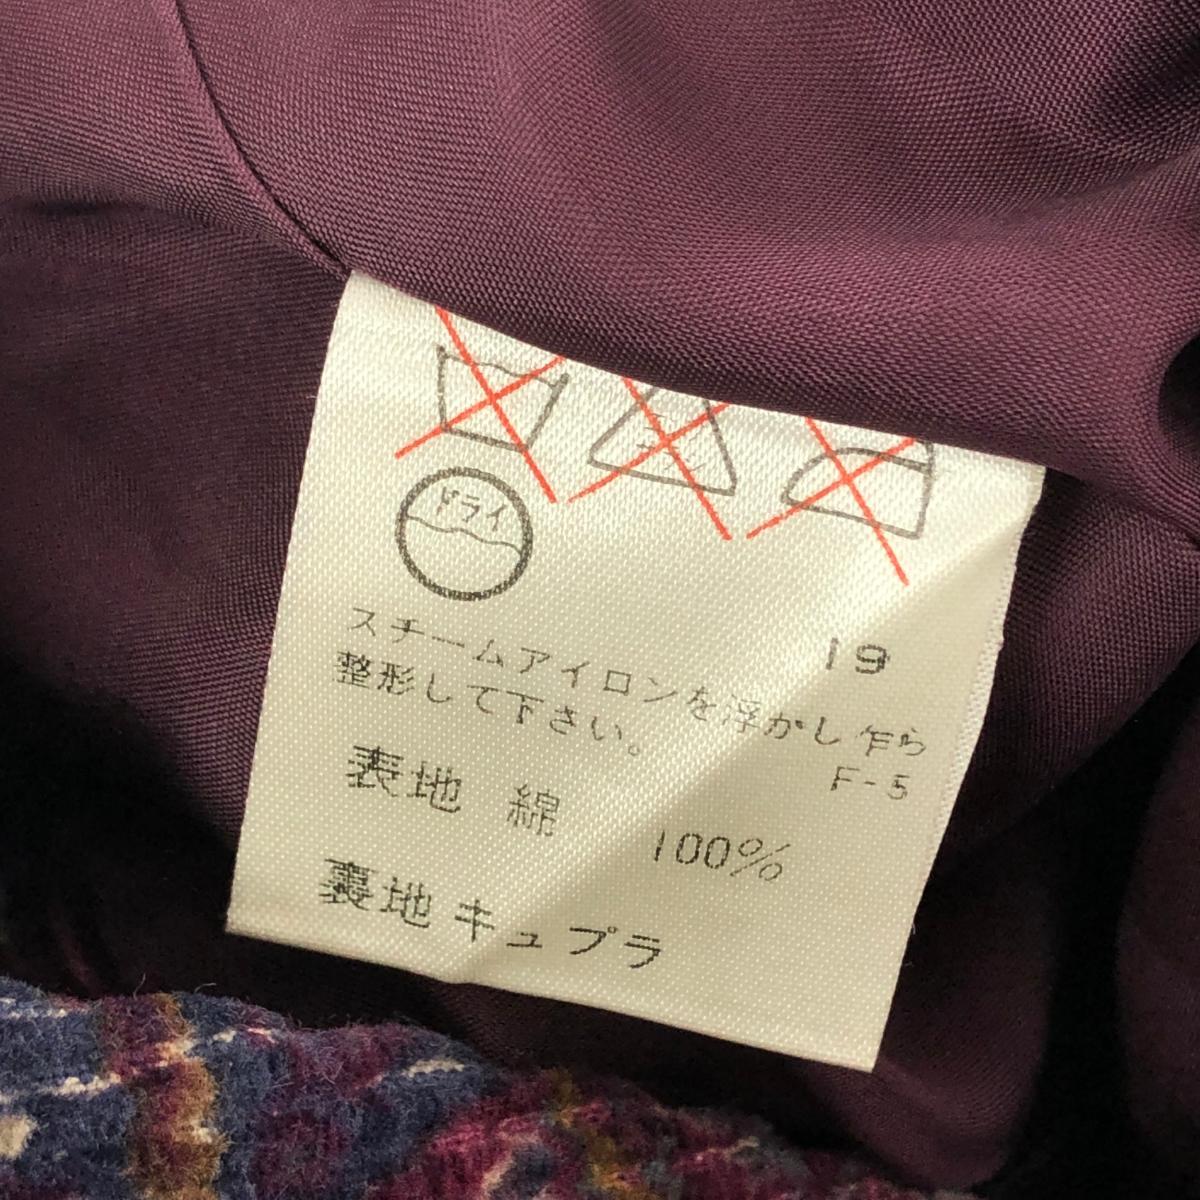 ドライ
19
スチームアイロンを浮かし乍ら
整形して下さい。
F-5
表地 綿 100%
裏地 キュプラ